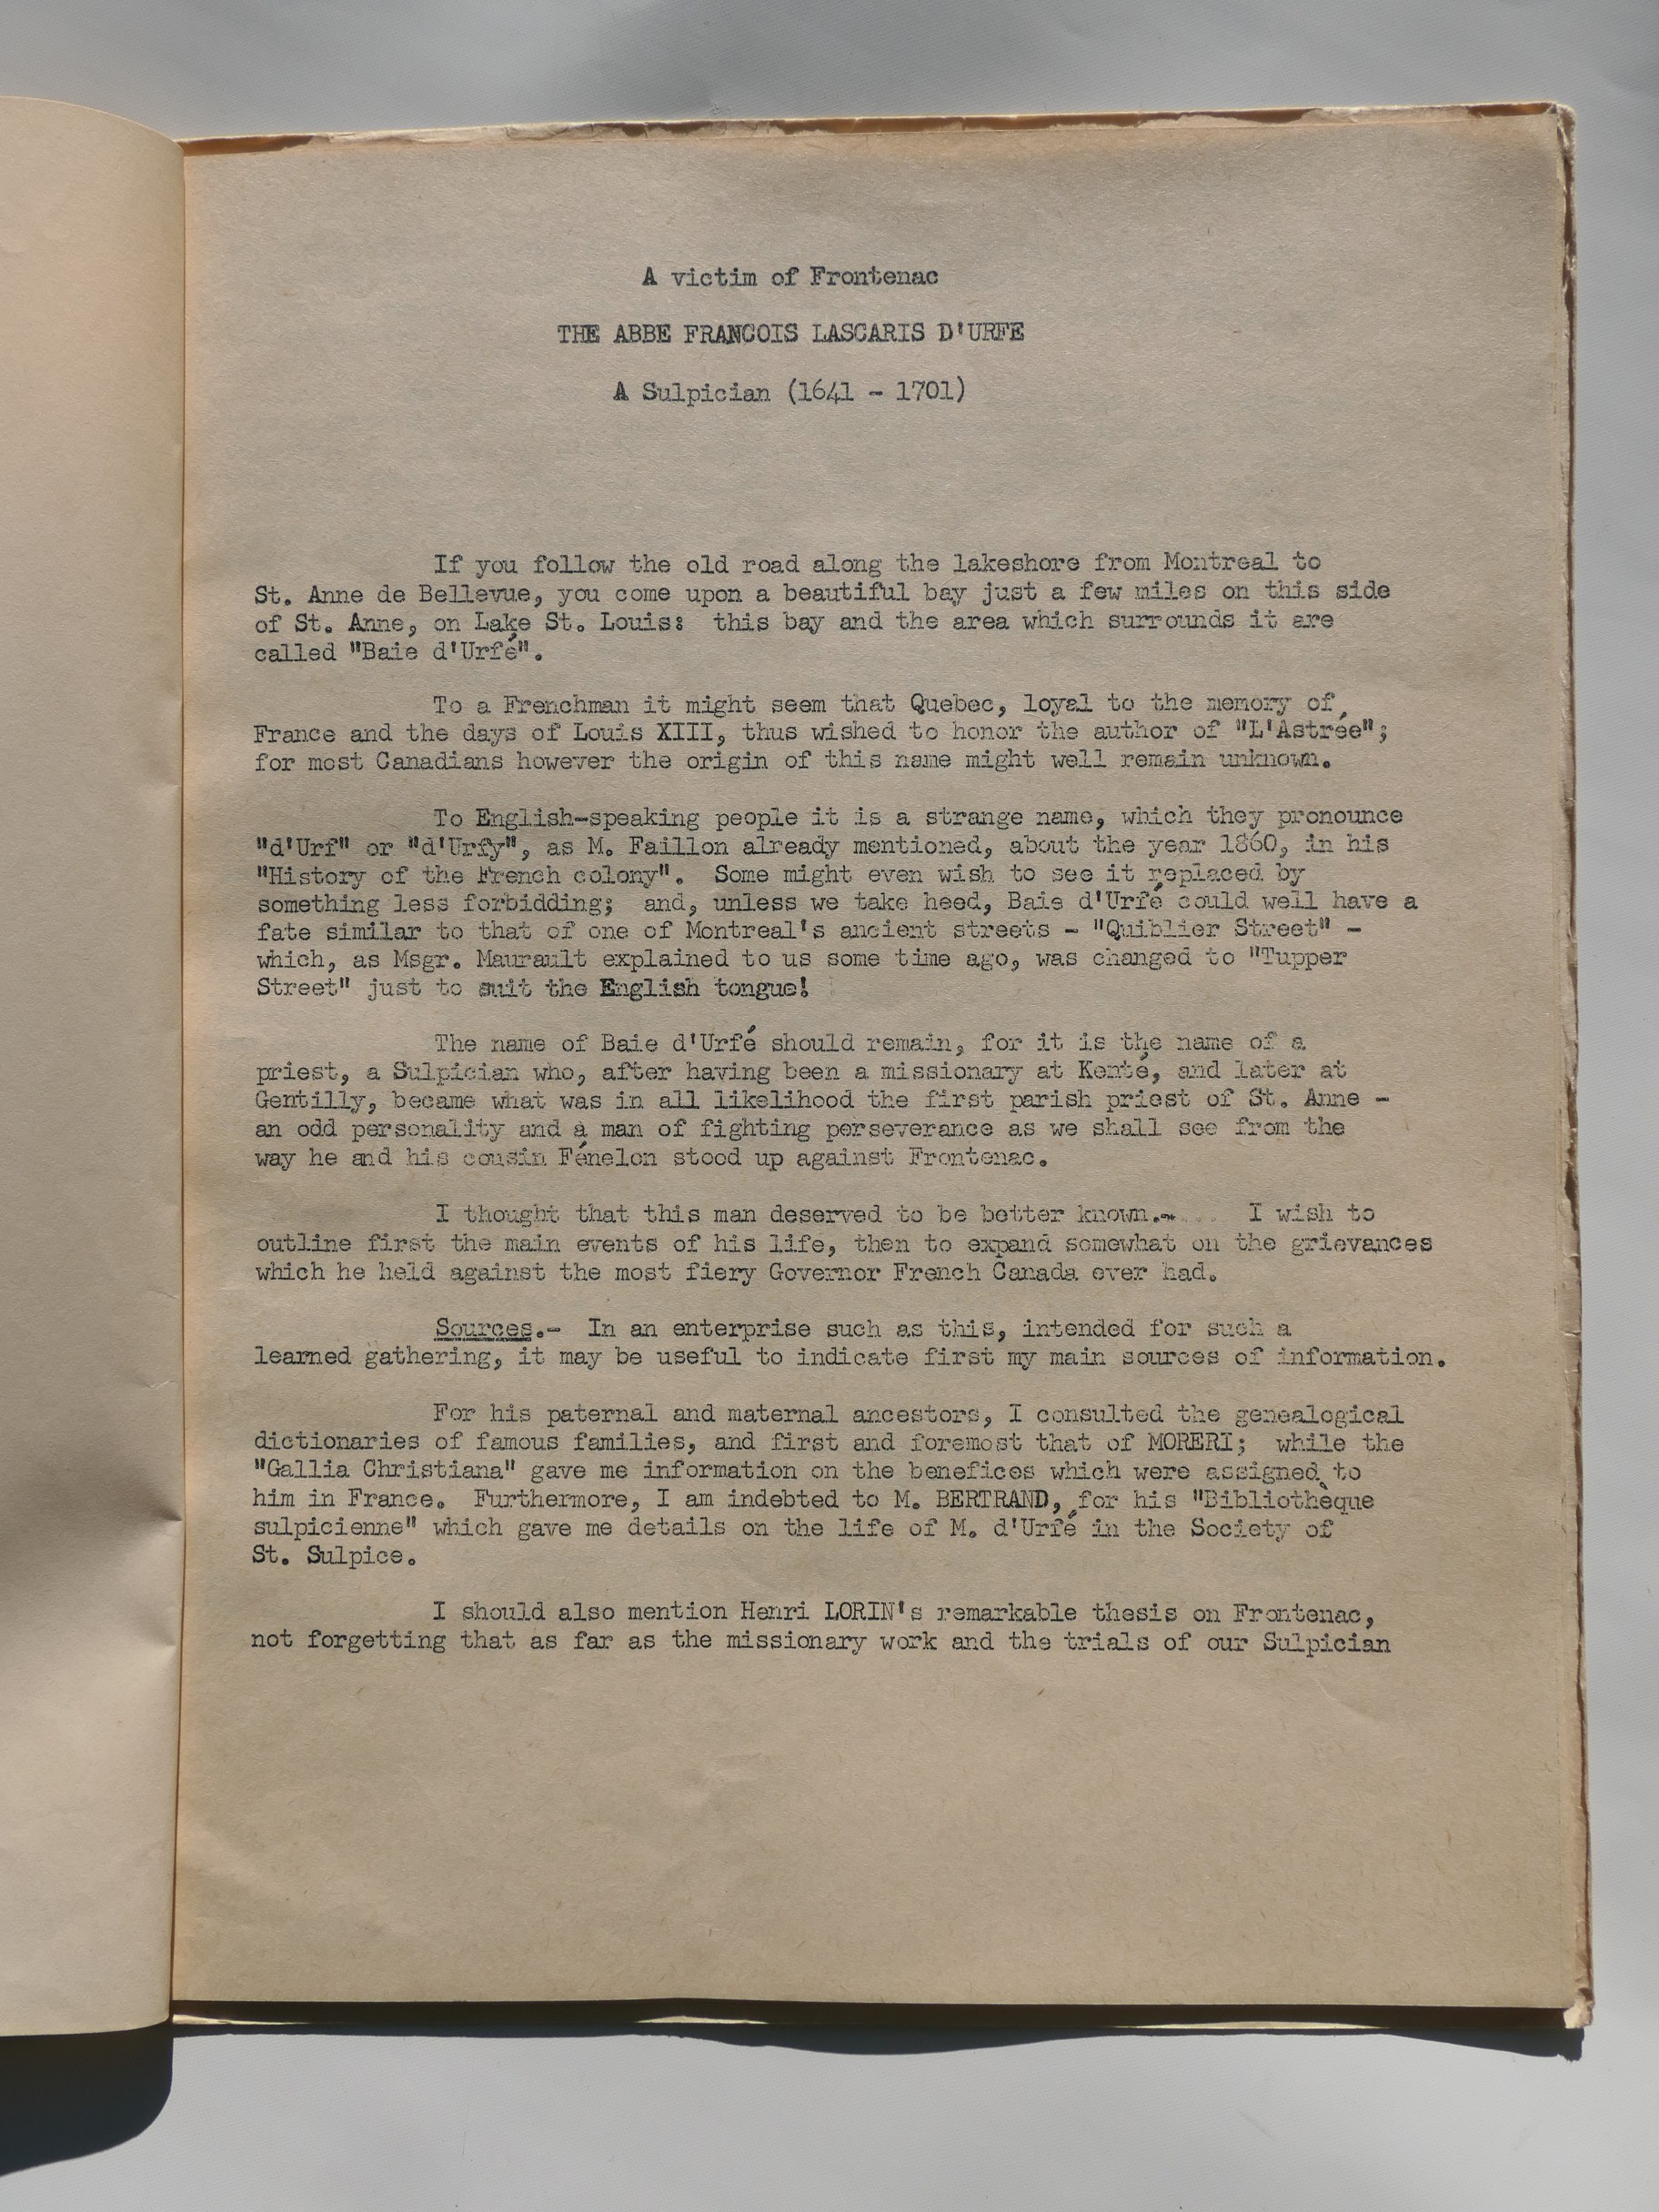 A victim of Frontenac
THE ABBE FRANCOIS LASCARIS D'URFE
A Sulpician (1641 - 1701)
If you follow the old road along the lakeshore from Montreal to
St. Anne de Bellevue, you come upon a beautiful bay just a few miles on this side
of St. Anne, on Lake St. Louis: this bay and the area which surrounds it are
called "Baie d'Urfé".
To a Frenchman it might seem that Quebec, loyal to the memory of
France and the days of Louis XIII, thus wished to honor the author of "L'Astrée";
for most Canadians however the origin of this name might well remain unknown.
To English-speaking people it is a strange name, which they pronounce
"d'Urf" or "d'Urfy", as M. Faillon already mentioned, about the year 1860, in his
"History of the French colony". Some might even wish to see it replaced by
something less forbidding; and, unless we take heed, Baie d'Urfé could well have a
fate similar to that of one of Montreal's ancient streets - "Quiblier Street" -
which, as Msgr. Maurault explained to us some time ago, was changed to "Tupper
Street" just to suit the English tongue!
The name of Baie d'Urfé should remain, for it is the name of a
priest, a Sulpician who, after having been a missionary at Kenté, and later at
Gentilly, became what was in all likelihood the first parish priest of St. Anne -
an odd personality and a man of fighting perseverance as we shall see from the
way he and his cousin Fénelon stood up against Frontenac.
I thought that this man deserved to be better known.-.... I wish to
outline first the main events of his life, then to expand somewhat on the grievances
which he held against the most fiery Governor French Canada ever had.
Sources.- In an enterprise such as this, intended for such a
learned gathering, it may be useful to indicate first my main sources of information.
For his paternal and maternal ancestors, I consulted the genealogical
dictionaries of famous families, and first and foremost that of MORERI; while the
"Gallia Christiana" gave me information on the benefices which were assigned to
him in France. Furthermore, I am indebted to M. BERTRAND, for his "Bibliothèque
sulpicienne" which gave me details on the life of M. d'Urfé in the Society of
St. Sulpice.
I should also mention Henri LORIN's remarkable thesis on Frontenac,
not forgetting that as far as the missionary work and the trials of our Sulpician